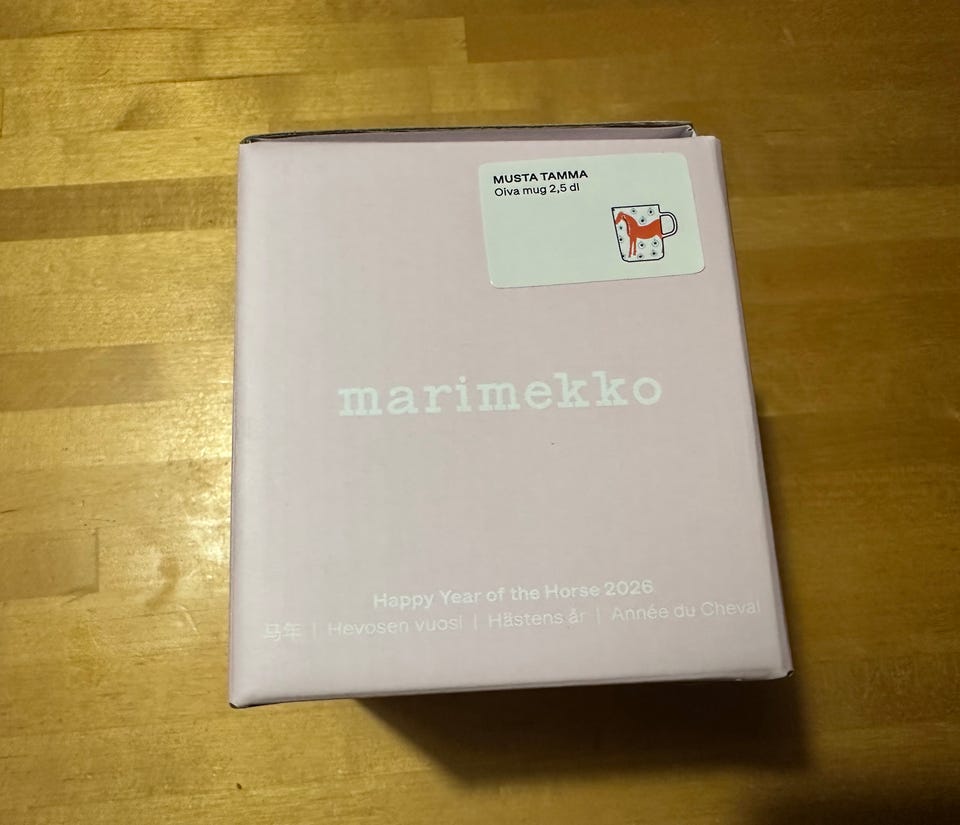 MUSTA TAMMA
Oiva mug 2,5 dl
marimekko
Happy Year of the Horse 2026
马年 | Hevosen vuosi | Hästens år | Année du Cheval